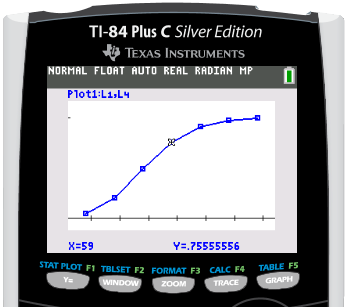 TI-84 Plus C Silver Edition
TEXAS INSTRUMENTS
NORMAL FLOAT AUTO REAL RADIAN MP
Plot1:L1,L4
X=59 Y=.75555556
STAT PLOT F1 TBLSET F2 FORMAT F3 CALC F4 TABLE F5
Y= WINDOW ZOOM TRACE GRAPH